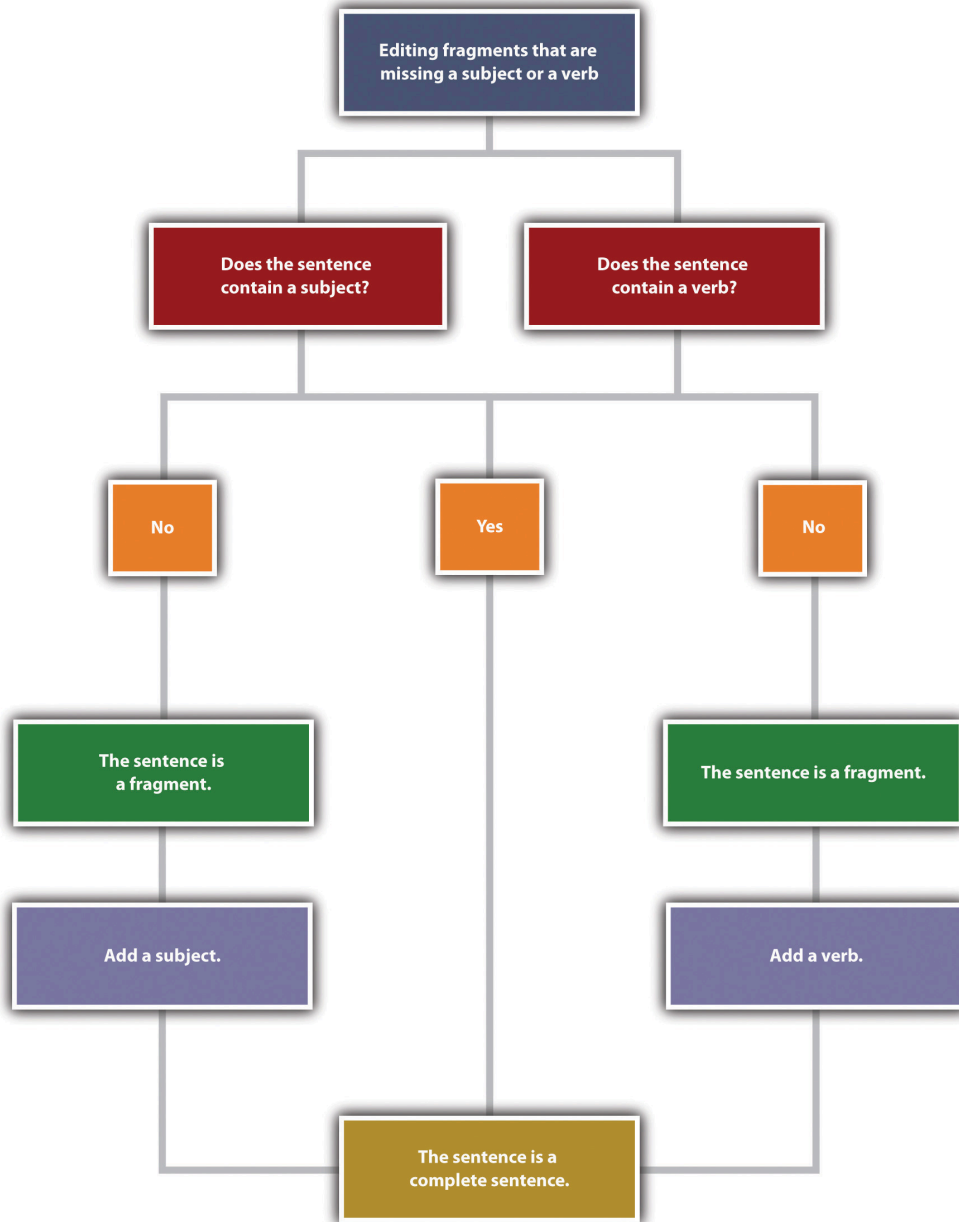 Editing fragments that are
missing a subject or a verb
Does the sentence
contain a subject?
Does the sentence
contain a verb?
No
Yes
No
The sentence is
a fragment.
The sentence is a fragment.
Add a subject.
Add a verb.
The sentence is a
complete sentence.